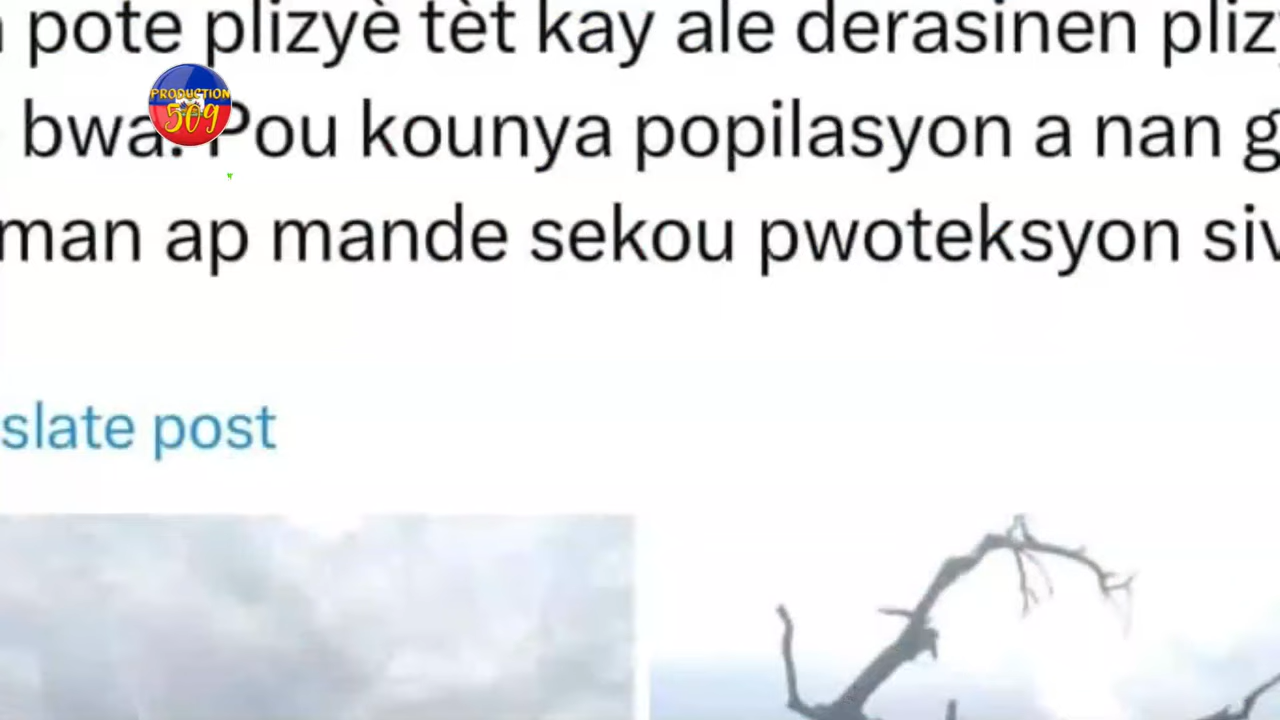 pote plizyè tèt kay ale derasinen pliz
bwa. Pou kounya popilasyon a nan g
PRODUCTION
509
man ap mande sekou pwoteksyon siv
slate post